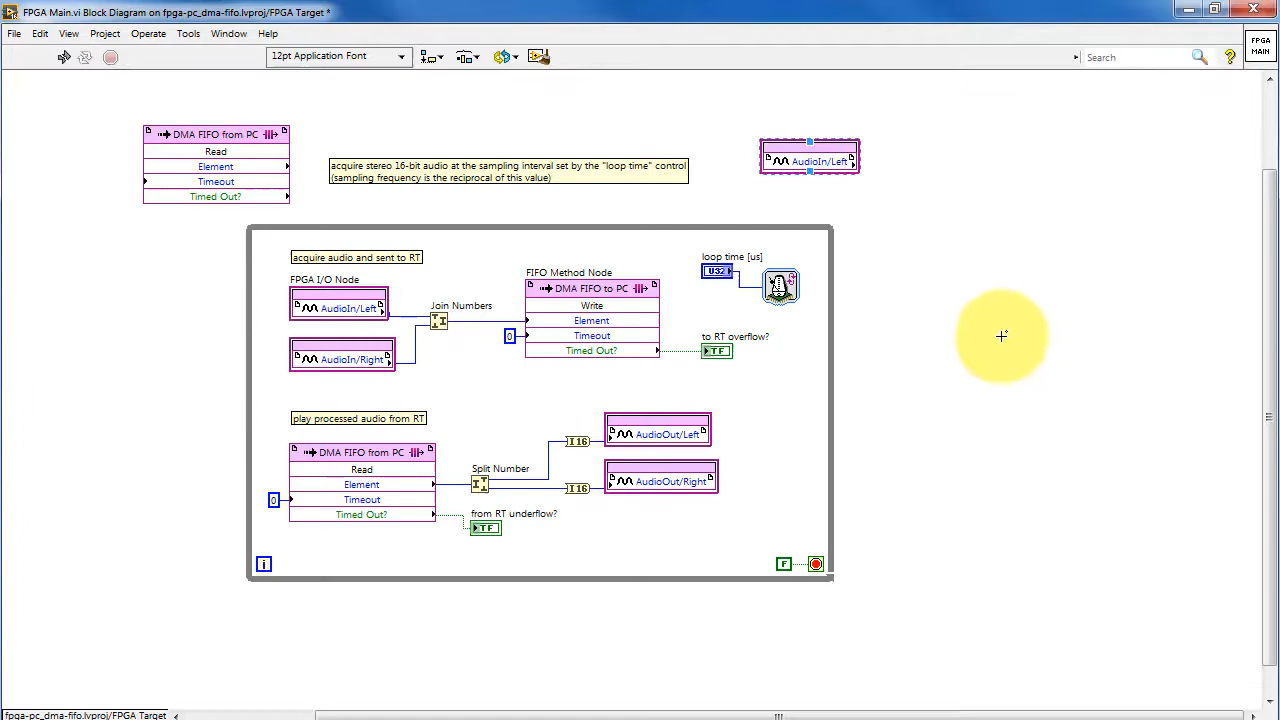 FPGA Main.vi Block Diagram on fpga-pc_dma-fifo.lvproj/FPGA Target *
File Edit View Project Operate Tools Window Help
12pt Application Font
Search
FPGA
MAIN
DMA FIFO from PC
Read
Element
Timeout
Timed Out?
acquire stereo 16-bit audio at the sampling interval set by the "loop time" control
(sampling frequency is the reciprocal of this value)
AudioIn/Left
acquire audio and sent to RT
FPGA I/O Node
AudioIn/Left
AudioIn/Right
Join Numbers
FIFO Method Node
DMA FIFO to PC
Write
Element
0
Timeout
Timed Out?
loop time [us]
U32
to RT overflow?
TF
play processed audio from RT
DMA FIFO from PC
Read
Element
0
Timeout
Timed Out?
Split Number
from RT underflow?
TF
I16
AudioOut/Left
I16
AudioOut/Right
i
F
fpga-pc_dma-fifo.lvproj/FPGA Target